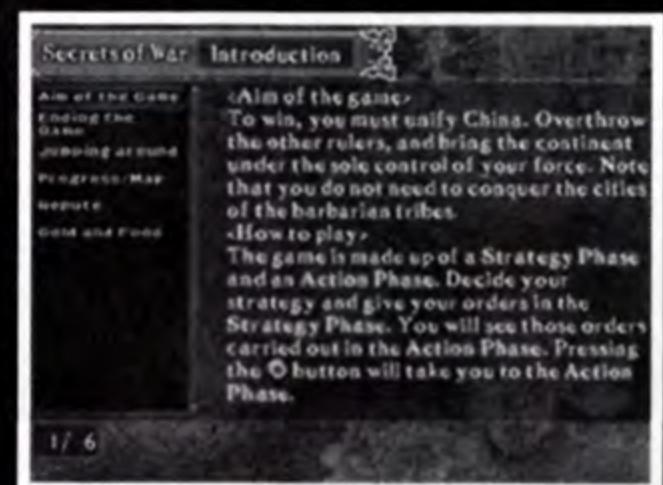 Secrets of War Introduction
Aim of the Game
Ending the
Game
Jumping around
Progress/Map
Repute
Gold and Food
<Aim of the game>
To win, you must unify China. Overthrow
the other rulers, and bring the continent
under the sole control of your force. Note
that you do not need to conquer the cities
of the barbarian tribes.
<How to play>
The game is made up of a Strategy Phase
and an Action Phase. Decide your
strategy and give your orders in the
Strategy Phase. You will see those orders
carried out in the Action Phase. Pressing
the button will take you to the Action
Phase.
1/ 6